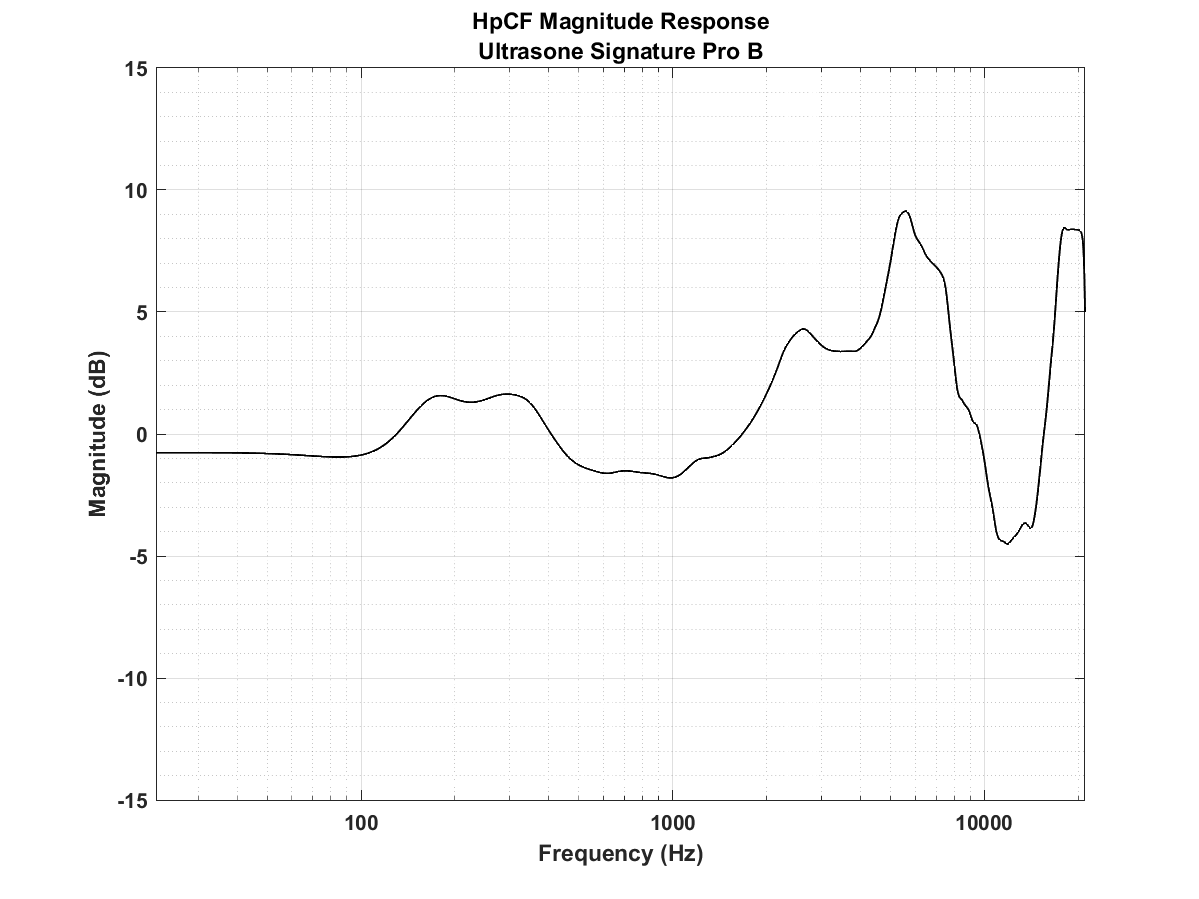 HpCF Magnitude Response
Ultrasone Signature Pro B
15
10
5
0
-5
-10
-15
Magnitude (dB)
100
1000
10000
Frequency (Hz)